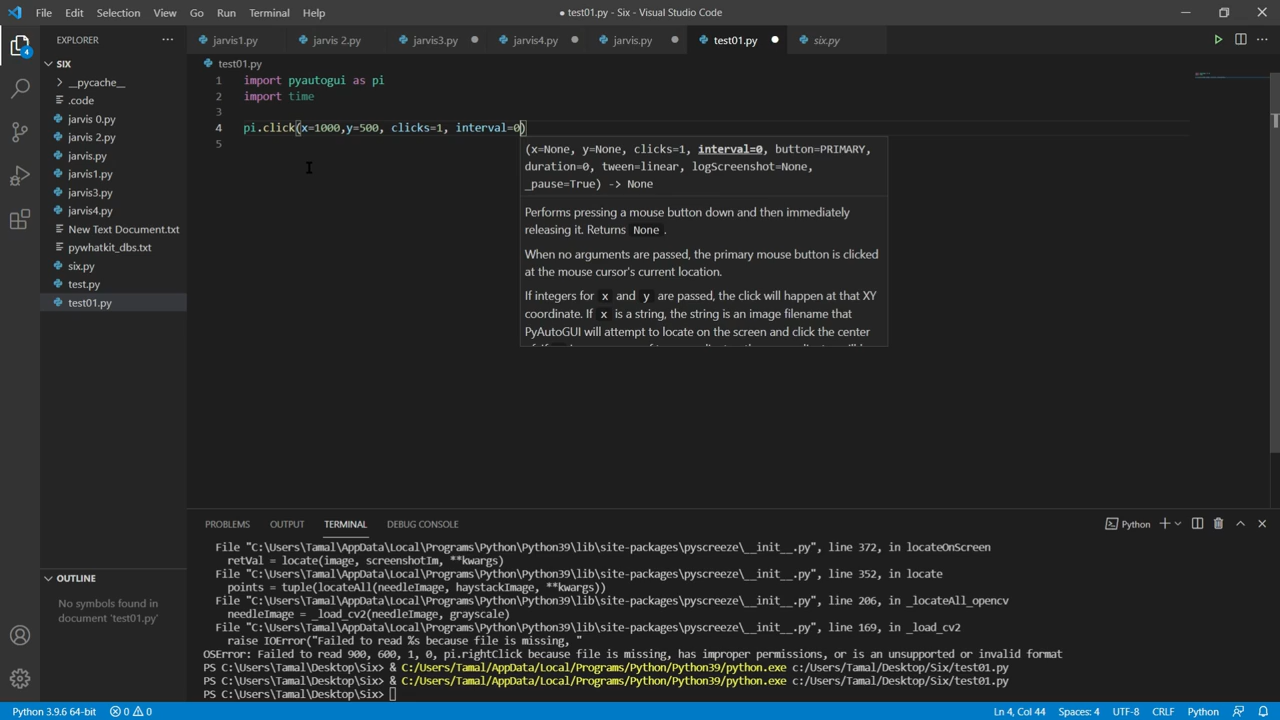 File Edit Selection View Go Run Terminal Help
● test01.py - Six - Visual Studio Code
EXPLORER
jarvis1.py jarvis 2.py jarvis3.py jarvis4.py jarvis.py test01.py six.py
4
SIX
__pycache__
.code
jarvis 0.py
jarvis 2.py
jarvis.py
jarvis1.py
jarvis3.py
jarvis4.py
New Text Document.txt
pywhatkit_dbs.txt
six.py
test.py
test01.py
OUTLINE
No symbols found in
document 'test01.py'
test01.py
1 import pyautogui as pi
2 import time
3
4 pi.click(x=1000,y=500, clicks=1, interval=0)
5
(x=None, y=None, clicks=1, interval=0, button=PRIMARY,
duration=0, tween=linear, logScreenshot=None,
_pause=True) -> None
Performs pressing a mouse button down and then immediately
releasing it. Returns None .
When no arguments are passed, the primary mouse button is clicked
at the mouse cursor's current location.
If integers for x and y are passed, the click will happen at that XY
coordinate. If x is a string, the string is an image filename that
PyAutoGUI will attempt to locate on the screen and click the center
PROBLEMS OUTPUT TERMINAL DEBUG CONSOLE
Python
File "C:\Users\Tamal\AppData\Local\Programs\Python\Python39\lib\site-packages\pyscreeze\__init__.py", line 372, in locateOnScreen
retVal = locate(image, screenshotIm, **kwargs)
File "C:\Users\Tamal\AppData\Local\Programs\Python\Python39\lib\site-packages\pyscreeze\__init__.py", line 352, in locate
points = tuple(locateAll(needleImage, haystackImage, **kwargs))
File "C:\Users\Tamal\AppData\Local\Programs\Python\Python39\lib\site-packages\pyscreeze\__init__.py", line 206, in _locateAll_opencv
needleImage = _load_cv2(needleImage, grayscale)
File "C:\Users\Tamal\AppData\Local\Programs\Python\Python39\lib\site-packages\pyscreeze\__init__.py", line 169, in _load_cv2
raise IOError("Failed to read %s because file is missing, "
OSError: Failed to read 900, 600, 1, 0, pi.rightClick because file is missing, has improper permissions, or is an unsupported or invalid format
PS C:\Users\Tamal\Desktop\Six> & C:/Users/Tamal/AppData/Local/Programs/Python/Python39/python.exe c:/Users/Tamal/Desktop/Six/test01.py
PS C:\Users\Tamal\Desktop\Six> & C:/Users/Tamal/AppData/Local/Programs/Python/Python39/python.exe c:/Users/Tamal/Desktop/Six/test01.py
PS C:\Users\Tamal\Desktop\Six>
Python 3.9.6 64-bit 0 0 Ln 4, Col 44 Spaces: 4 UTF-8 CRLF Python